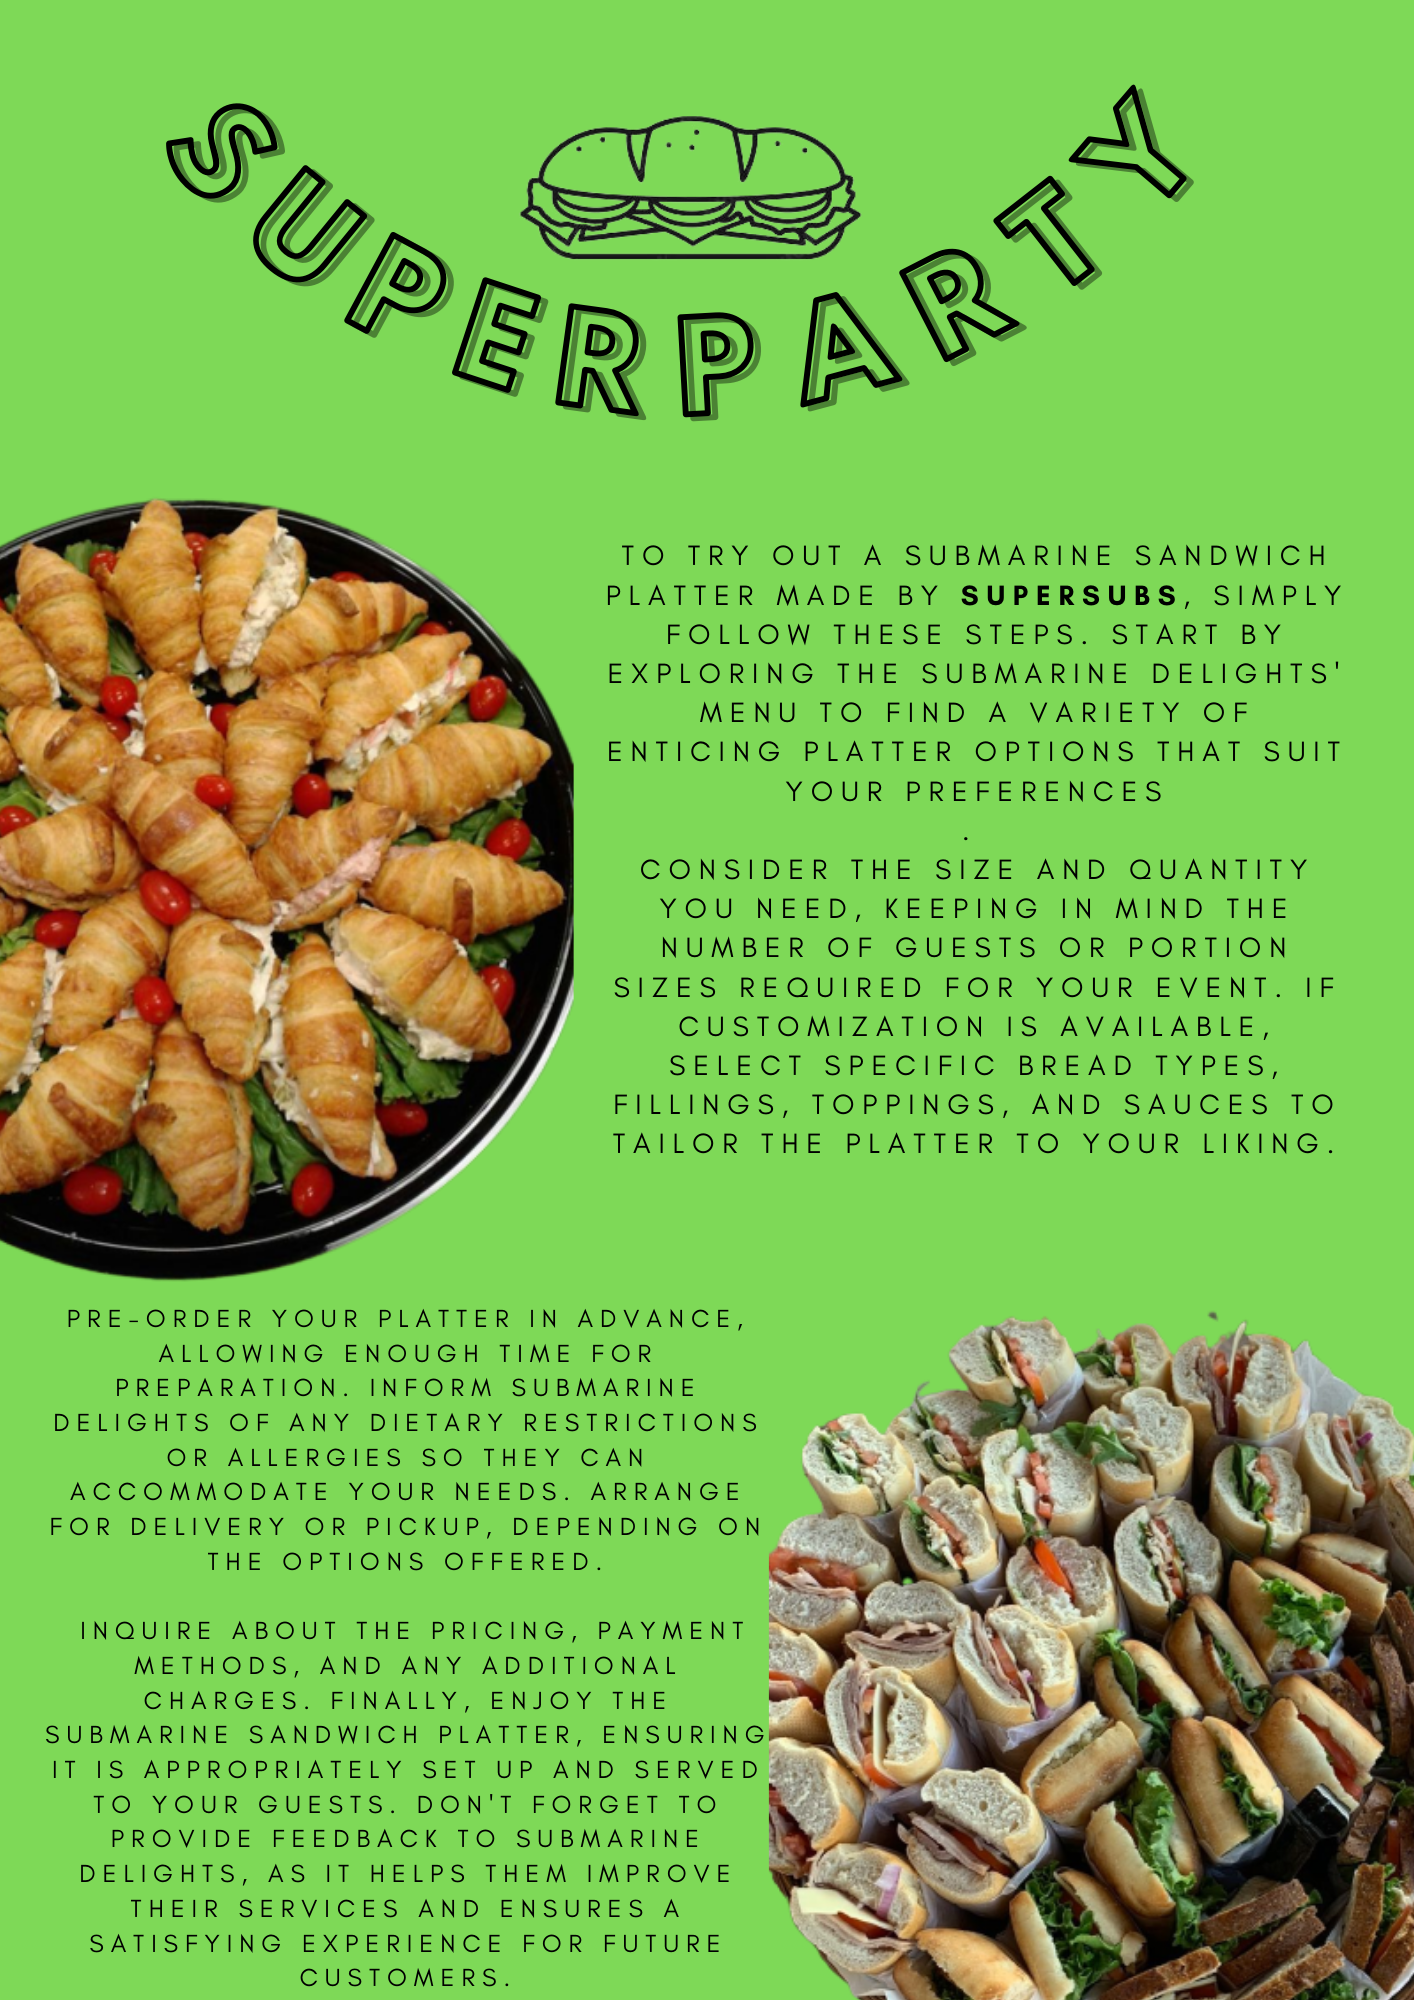 SUPERPARTY
TO TRY OUT A SUBMARINE SANDWICH
PLATTER MADE BY SUPERSUBS, SIMPLY
FOLLOW THESE STEPS. START BY
EXPLORING THE SUBMARINE DELIGHTS'
MENU TO FIND A VARIETY OF
ENTICING PLATTER OPTIONS THAT SUIT
YOUR PREFERENCES
.
CONSIDER THE SIZE AND QUANTITY
YOU NEED, KEEPING IN MIND THE
NUMBER OF GUESTS OR PORTION
SIZES REQUIRED FOR YOUR EVENT. IF
CUSTOMIZATION IS AVAILABLE,
SELECT SPECIFIC BREAD TYPES,
FILLINGS, TOPPINGS, AND SAUCES TO
TAILOR THE PLATTER TO YOUR LIKING.
PRE-ORDER YOUR PLATTER IN ADVANCE,
ALLOWING ENOUGH TIME FOR
PREPARATION. INFORM SUBMARINE
DELIGHTS OF ANY DIETARY RESTRICTIONS
OR ALLERGIES SO THEY CAN
ACCOMMODATE YOUR NEEDS. ARRANGE
FOR DELIVERY OR PICKUP, DEPENDING ON
THE OPTIONS OFFERED.
INQUIRE ABOUT THE PRICING, PAYMENT
METHODS, AND ANY ADDITIONAL
CHARGES. FINALLY, ENJOY THE
SUBMARINE SANDWICH PLATTER, ENSURING
IT IS APPROPRIATELY SET UP AND SERVED
TO YOUR GUESTS. DON'T FORGET TO
PROVIDE FEEDBACK TO SUBMARINE
DELIGHTS, AS IT HELPS THEM IMPROVE
THEIR SERVICES AND ENSURES A
SATISFYING EXPERIENCE FOR FUTURE
CUSTOMERS.